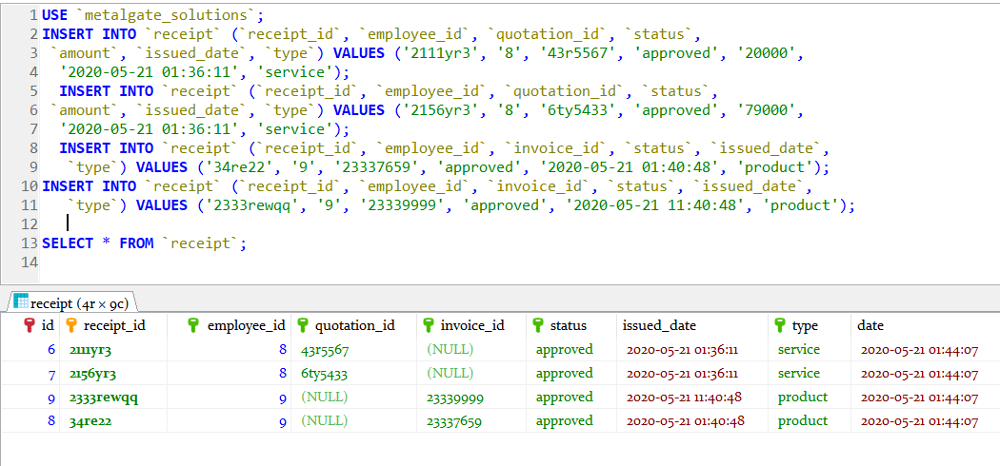 1 USE `metalgate_solutions`;
2 INSERT INTO `receipt` (`receipt_id`, `employee_id`, `quotation_id`, `status`,
3 `amount`, `issued_date`, `type`) VALUES ('2111yr3', '8', '43r5567', 'approved', '20000',
4 '2020-05-21 01:36:11', 'service');
5 INSERT INTO `receipt` (`receipt_id`, `employee_id`, `quotation_id`, `status`,
6 `amount`, `issued_date`, `type`) VALUES ('2156yr3', '8', '6ty5433', 'approved', '79000',
7 '2020-05-21 01:36:11', 'service');
8 INSERT INTO `receipt` (`receipt_id`, `employee_id`, `invoice_id`, `status`, `issued_date`,
9 `type`) VALUES ('34re22', '9', '23337659', 'approved', '2020-05-21 01:40:48', 'product');
10 INSERT INTO `receipt` (`receipt_id`, `employee_id`, `invoice_id`, `status`, `issued_date`,
11 `type`) VALUES ('2333rewqq', '9', '23339999', 'approved', '2020-05-21 11:40:48', 'product');
12
13 SELECT * FROM `receipt`;
14
receipt (4r × 9c)
id receipt_id employee_id quotation_id invoice_id status issued_date type date
6 2111yr3 8 43r5567 (NULL) approved 2020-05-21 01:36:11 service 2020-05-21 01:44:07
7 2156yr3 8 6ty5433 (NULL) approved 2020-05-21 01:36:11 service 2020-05-21 01:44:07
9 2333rewqq 9 (NULL) 23339999 approved 2020-05-21 11:40:48 product 2020-05-21 01:44:07
8 34re22 9 (NULL) 23337659 approved 2020-05-21 01:40:48 product 2020-05-21 01:44:07